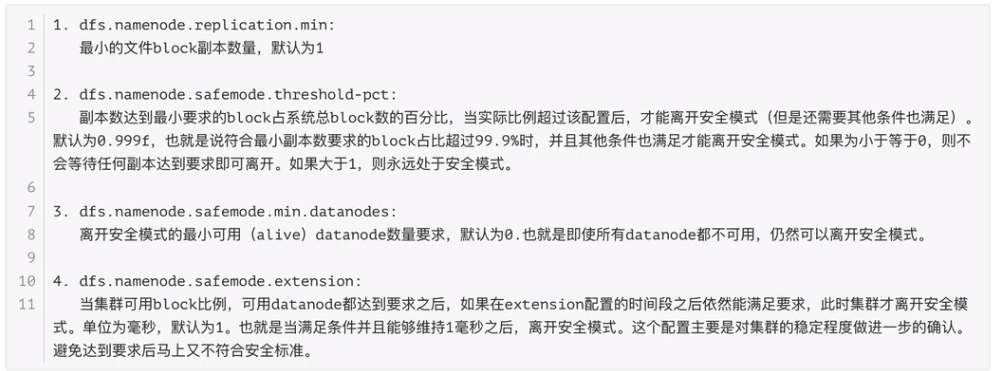 1 1. dfs.namenode.replication.min:
2 最小的文件block副本数量，默认为1
3
4 2. dfs.namenode.safemode.threshold-pct:
5 副本数达到最小要求的block占系统总block数的百分比，当实际比例超过该配置后，才能离开安全模式（但是还需要其他条件也满足）。
默认为0.999f，也就是说符合最小副本数要求的block占比超过99.9%时，并且其他条件也满足才能离开安全模式。如果为小于等于0，则不
会等待任何副本达到要求即可离开。如果大于1，则永远处于安全模式。
6
7 3. dfs.namenode.safemode.min.datanodes:
8 离开安全模式的最小可用（alive）datanode数量要求，默认为0.也就是即使所有datanode都不可用，仍然可以离开安全模式。
9
10 4. dfs.namenode.safemode.extension:
11 当集群可用block比例，可用datanode都达到要求之后，如果在extension配置的时间段之后依然能满足要求，此时集群才离开安全模
式。单位为毫秒，默认为1。也就是当满足条件并且能够维持1毫秒之后，离开安全模式。这个配置主要是对集群的稳定程度做进一步的确认。
避免达到要求后马上又不符合安全标准。